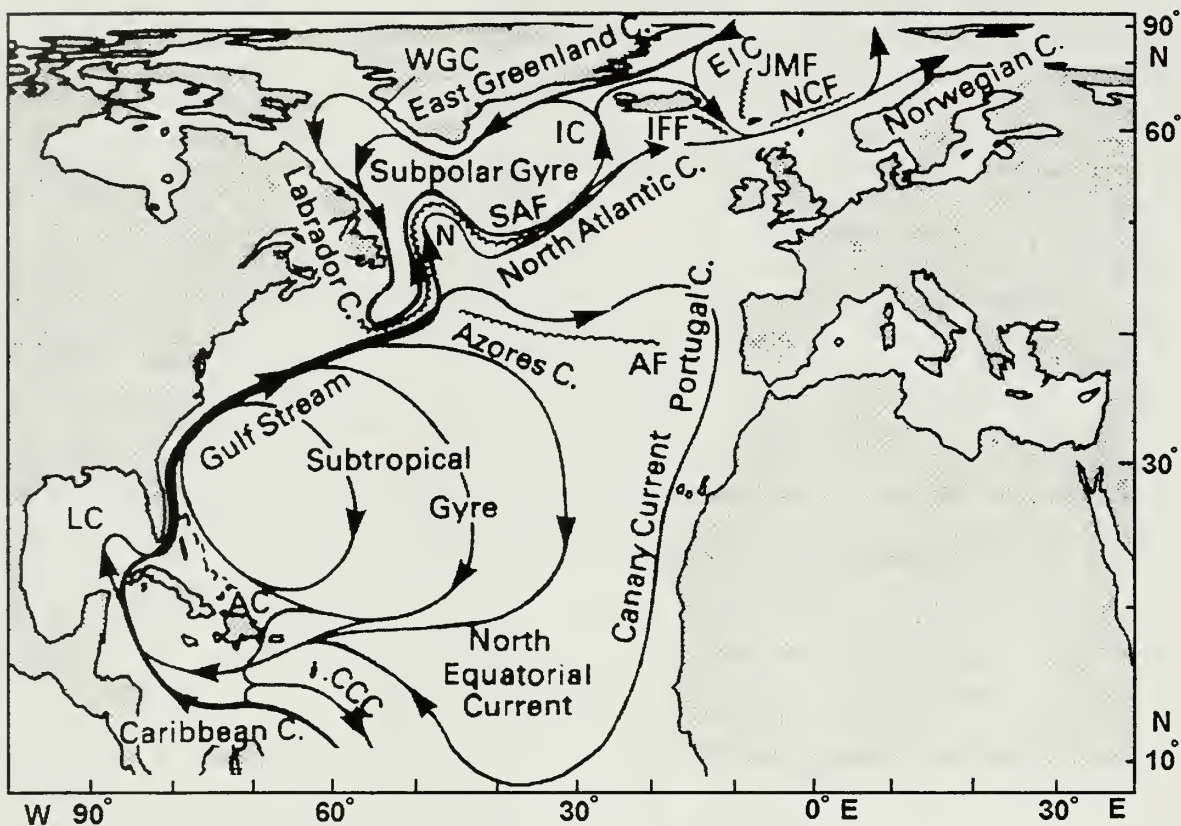 90°
N
East Greenland C.
WGC
EIC
JMF
NCF
Norwegian C.
IC
IFF
60°
Subpolar Gyre
Labrador C.
SAF
N
North Atlantic C.
Azores C.
AF
Portugal C.
Gulf Stream
Subtropical
Gyre
30°
LC
Canary Current
AC
North
Equatorial
Current
CCC
Caribbean C.
N
10°
W 90° 60° 30° 0° E 30° E